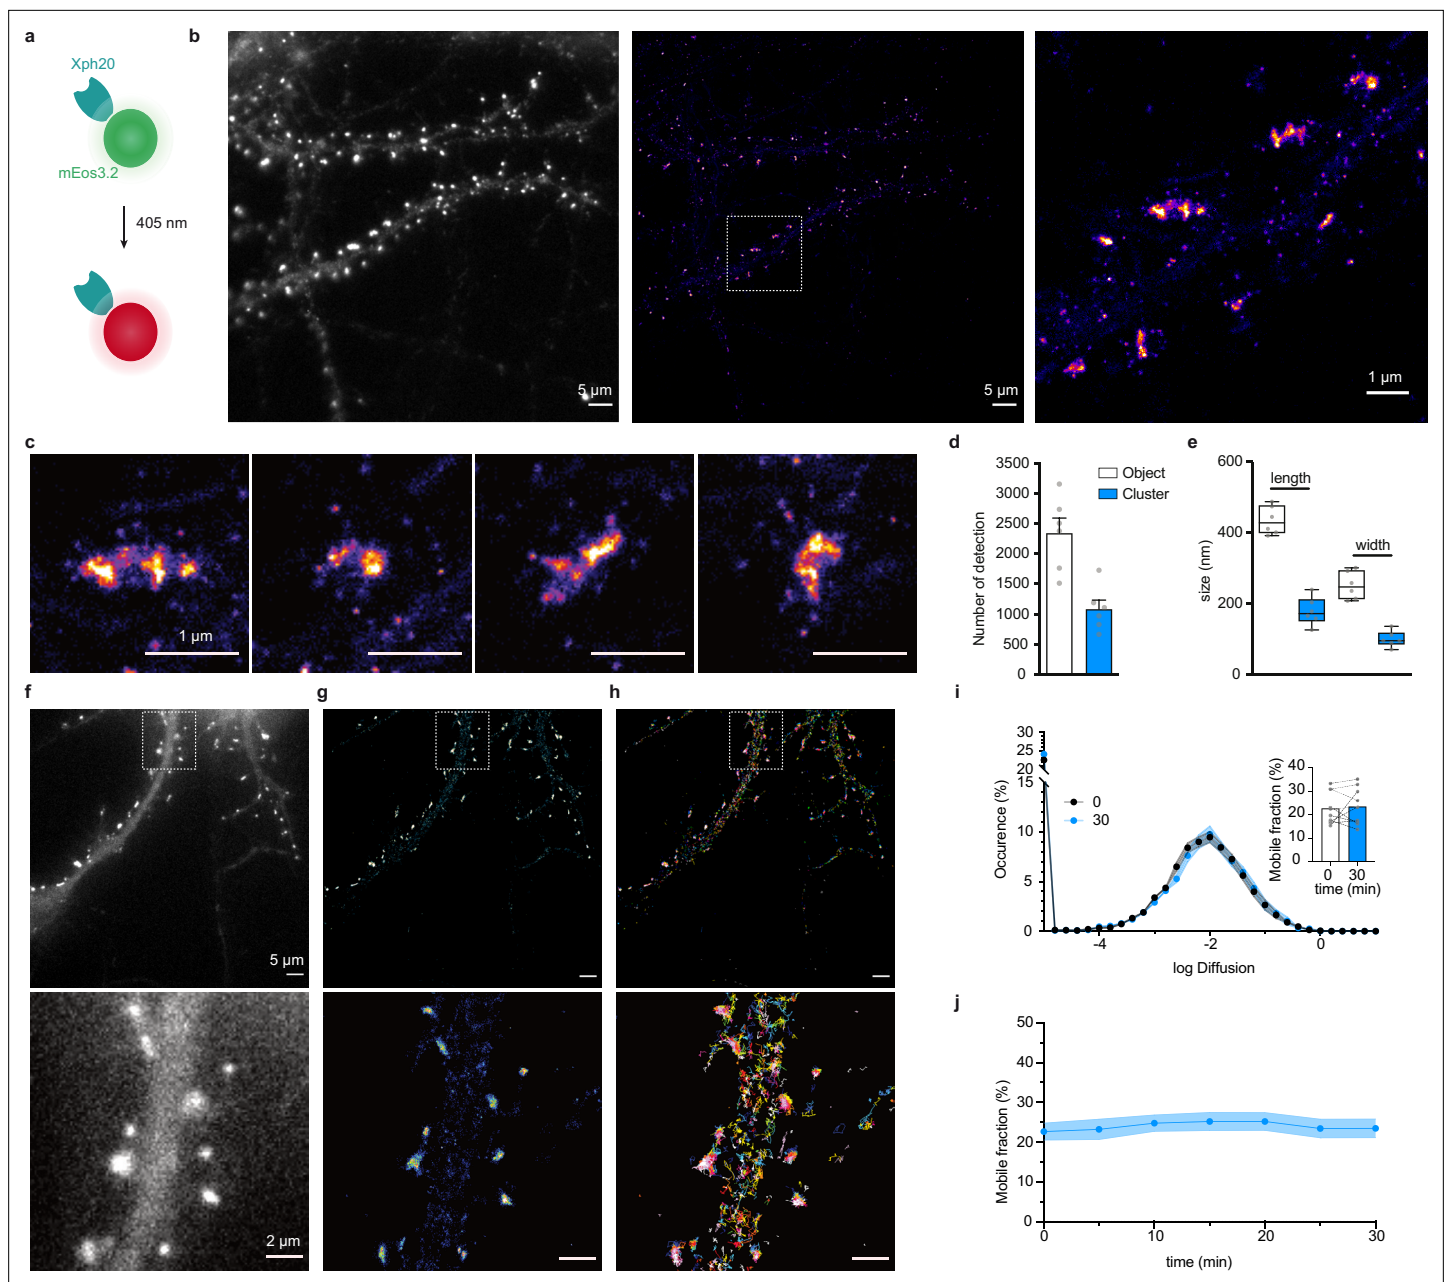 a
Xph20
mEos3.2
405 nm
b
5 µm
5 µm
1 µm
c
1 µm
d
Number of detection
3500
3000
2500
2000
1500
1000
500
0
Object
Cluster
e
size (nm)
600
400
200
0
length
width
f
5 µm
2 µm
g
h
i
Occurence (%)
30
25
20
15
10
5
0
0
30
-4
-2
0
log Diffusion
Mobile fraction (%)
40
30
20
10
0
0
30
time (min)
j
Mobile fraction (%)
50
40
30
20
10
0
0
10
20
30
time (min)